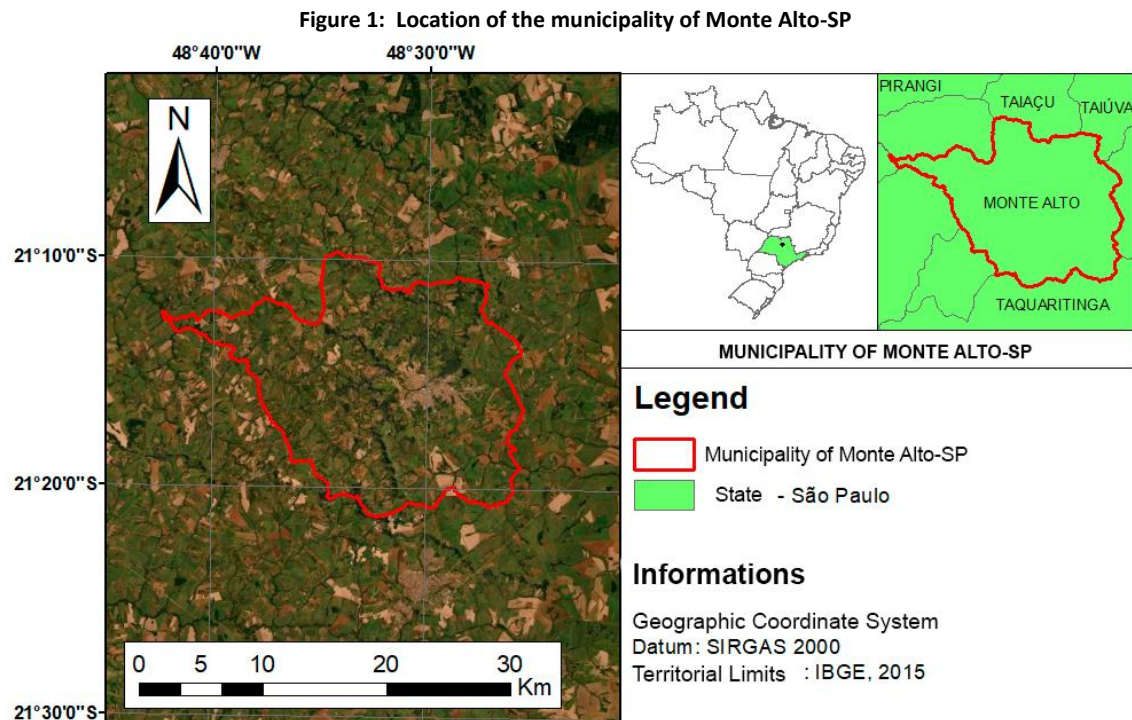 Figure 1: Location of the municipality of Monte Alto-SP
48°40'0"W 48°30'0"W
N
21°10'0"S
21°20'0"S
21°30'0"S
0 5 10 20 30
Km
PIRANGI
TAIAÇU
TAIÚVA
MONTE ALTO
TAQUARITINGA
MUNICIPALITY OF MONTE ALTO-SP
Legend
Municipality of Monte Alto-SP
State - São Paulo
Informations
Geographic Coordinate System
Datum: SIRGAS 2000
Territorial Limits : IBGE, 2015